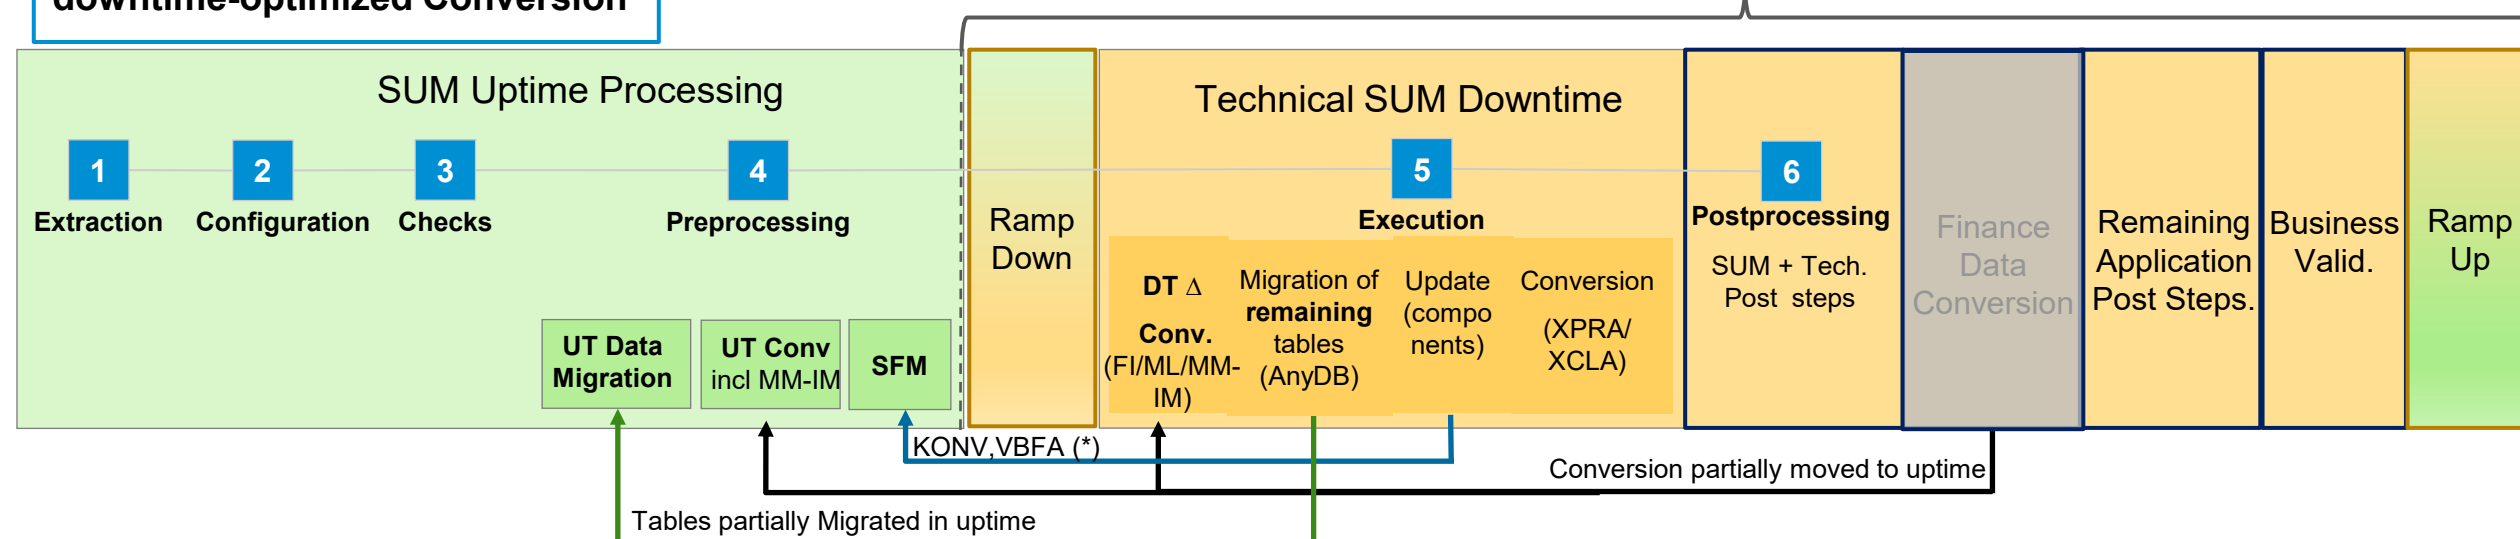 downtime-optimized Conversion
SUM Uptime Processing
1
2
3
4
Extraction
Configuration
Checks
Preprocessing
UT Data
Migration
UT Conv
incl MM-IM
SFM
Ramp
Down
Technical SUM Downtime
5
Execution
DT Δ
Conv.
(FI/ML/MM-
IM)
Migration of
remaining
tables
(AnyDB)
Update
(compo
nents)
Conversion
(XPRA/
XCLA)
6
Postprocessing
SUM + Tech.
Post steps
Finance
Data
Conversion
Remaining
Application
Post Steps.
Business
Valid.
Ramp
Up
KONV,VBFA (*)
Conversion partially moved to uptime
Tables partially Migrated in uptime